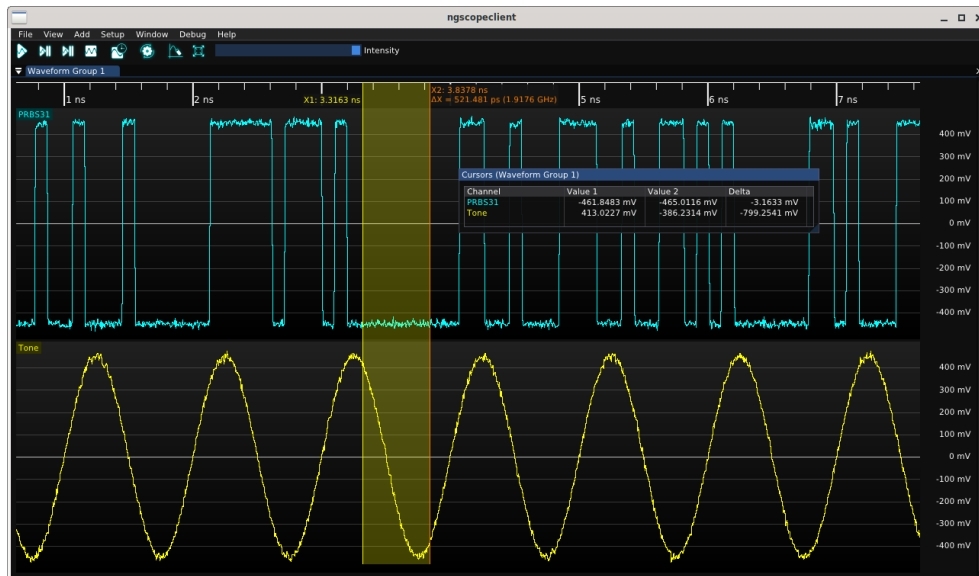 ngscopeclient
File View Add Setup Window Debug Help
Intensity
Waveform Group 1
X2: 3.8378 ns
1 ns 2 ns X1: 3.3163 ns ΔX = 521.481 ps (1.9176 GHz) 5 ns 6 ns 7 ns
PRBS31
400 mV
300 mV
200 mV
100 mV
0 mV
-100 mV
-200 mV
-300 mV
-400 mV
Cursors (Waveform Group 1)
Channel Value 1 Value 2 Delta
PRBS31 -461.8483 mV -465.0116 mV -3.1633 mV
Tone 413.0227 mV -386.2314 mV -799.2541 mV
Tone
400 mV
300 mV
200 mV
100 mV
0 mV
-100 mV
-200 mV
-300 mV
-400 mV